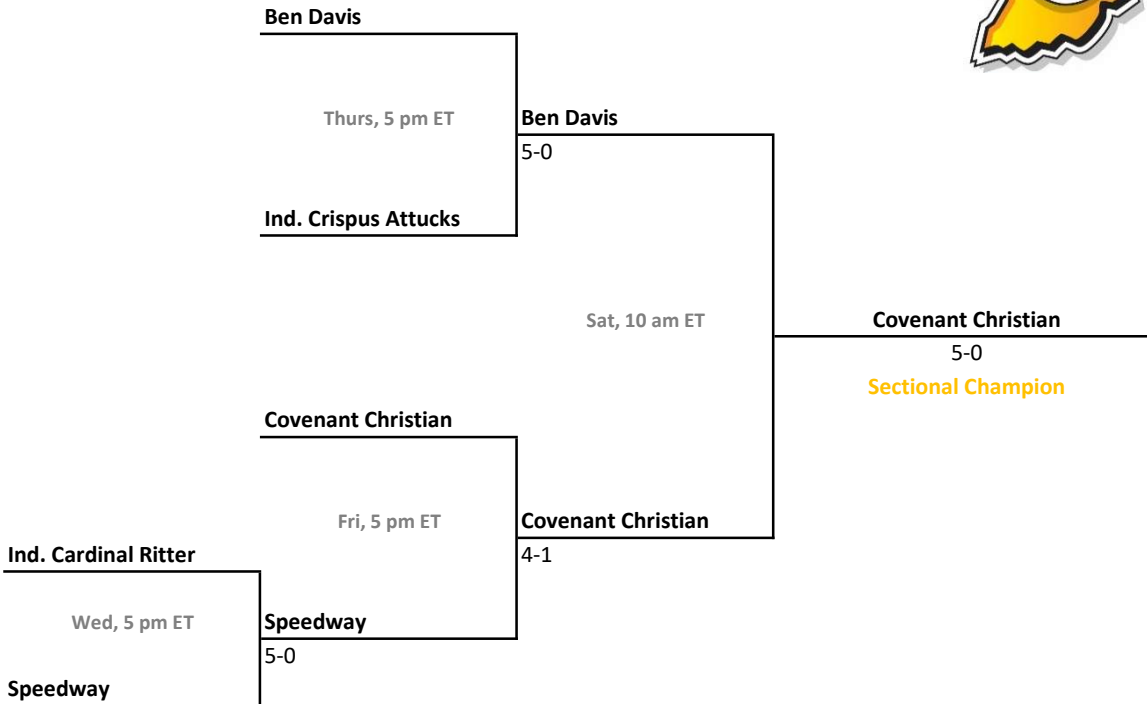 Ben Davis
Thurs, 5 pm ET
Ben Davis
5-0
Ind. Crispus Attucks
Sat, 10 am ET
Covenant Christian
5-0
Sectional Champion
Covenant Christian
Fri, 5 pm ET
Covenant Christian
4-1
Ind. Cardinal Ritter
Wed, 5 pm ET
Speedway
5-0
Speedway